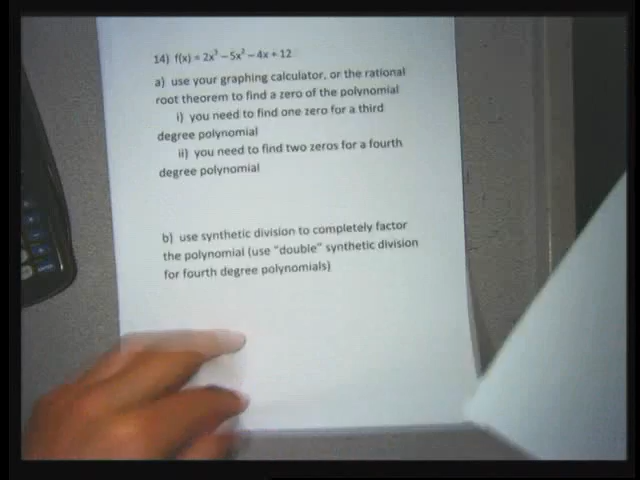 14) f(x) = 2x³ – 5x² – 4x + 12
a) use your graphing calculator, or the rational
root theorem to find a zero of the polynomial
i) you need to find one zero for a third
degree polynomial
ii) you need to find two zeros for a fourth
degree polynomial
b) use synthetic division to completely factor
the polynomial (use "double" synthetic division
for fourth degree polynomials)